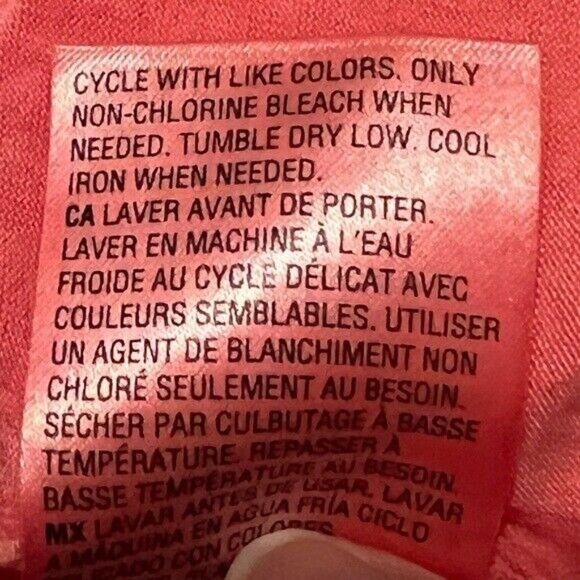 CYCLE WITH LIKE COLORS. ONLY
NON-CHLORINE BLEACH WHEN
NEEDED. TUMBLE DRY LOW. COOL
IRON WHEN NEEDED.
CA LAVER AVANT DE PORTER.
LAVER EN MACHINE À L'EAU
FROIDE AU CYCLE DÉLICAT AVEC
COULEURS SEMBLABLES. UTILISER
UN AGENT DE BLANCHIMENT NON
CHLORÉ SEULEMENT AU BESOIN.
SÉCHER PAR CULBUTAGE À BASSE
TEMPÉRATURE. REPASSER À
BASSE TEMPÉRATURE AU BESOIN.
MX LAVAR ANTES DE USAR. LAVAR
A MÁQUINA EN AGUA FRÍA CICLO
CON COLORES